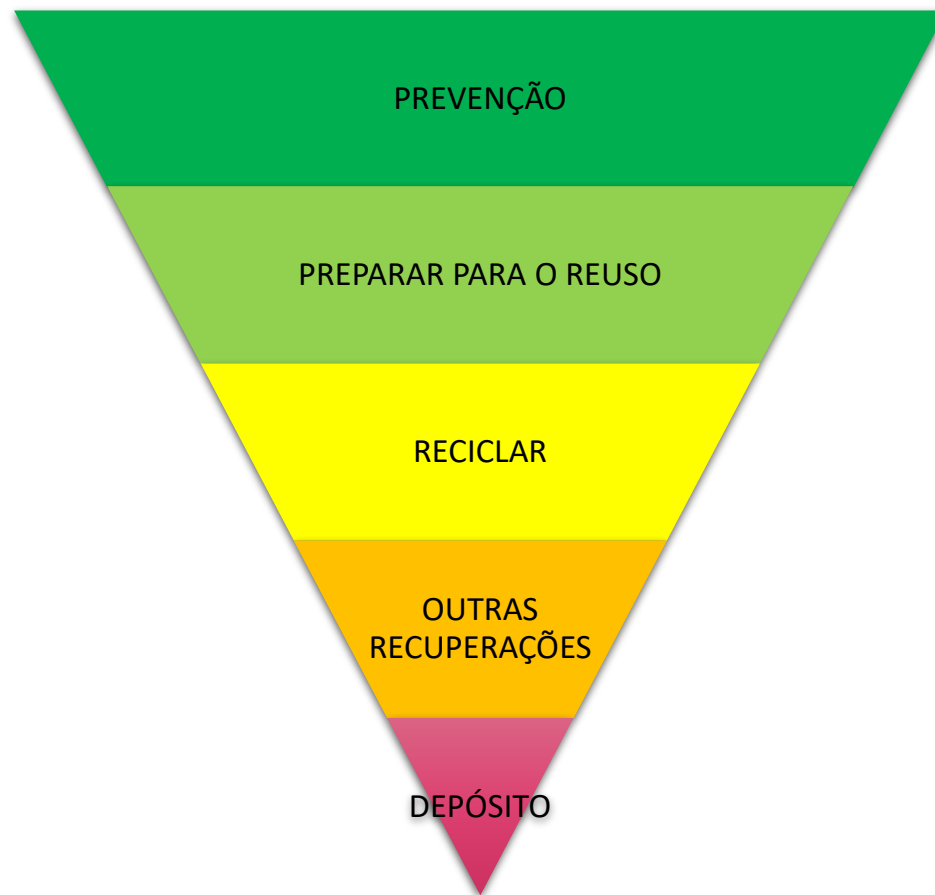 PREVENÇÃO
PREPARAR PARA O REUSO
RECICLAR
OUTRAS
RECUPERAÇÕES
DEPÓSITO